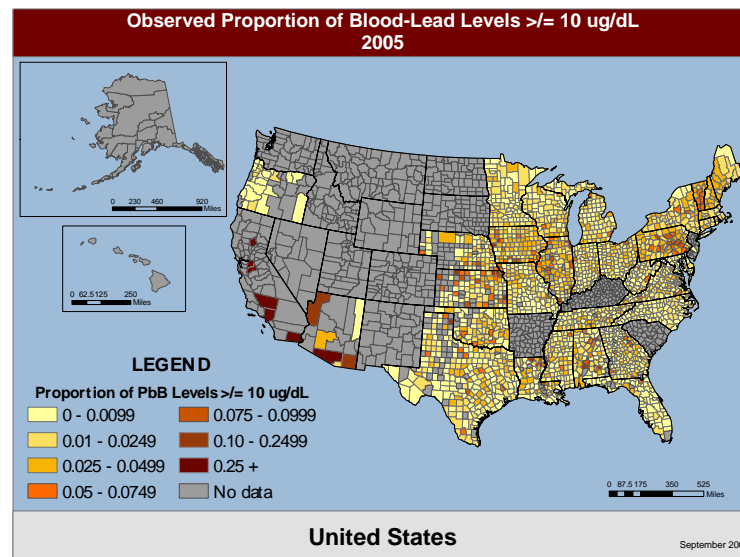 Observed Proportion of Blood-Lead Levels >/= 10 ug/dL
2005
0 230 460 920
Miles
0 62.5 125 250
Miles
LEGEND
Proportion of PbB Levels >/= 10 ug/dL
0 - 0.0099
0.01 - 0.0249
0.025 - 0.0499
0.05 - 0.0749
0.075 - 0.0999
0.10 - 0.2499
0.25 +
No data
0 87.5 175 350 525
Miles
United States
September 200